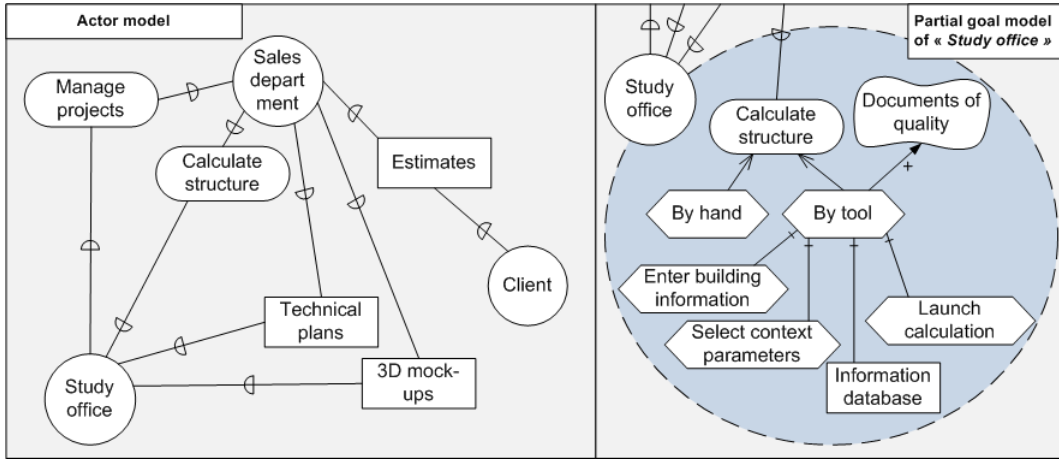 Actor model
Sales
depart
ment
Manage
projects
Calculate
structure
Estimates
Client
Technical
plans
3D mock-
ups
Study
office
Partial goal model
of « Study office »
Study
office
Calculate
structure
Documents of
quality
+
By hand
By tool
Enter building
information
Select context
parameters
Launch
calculation
Information
database